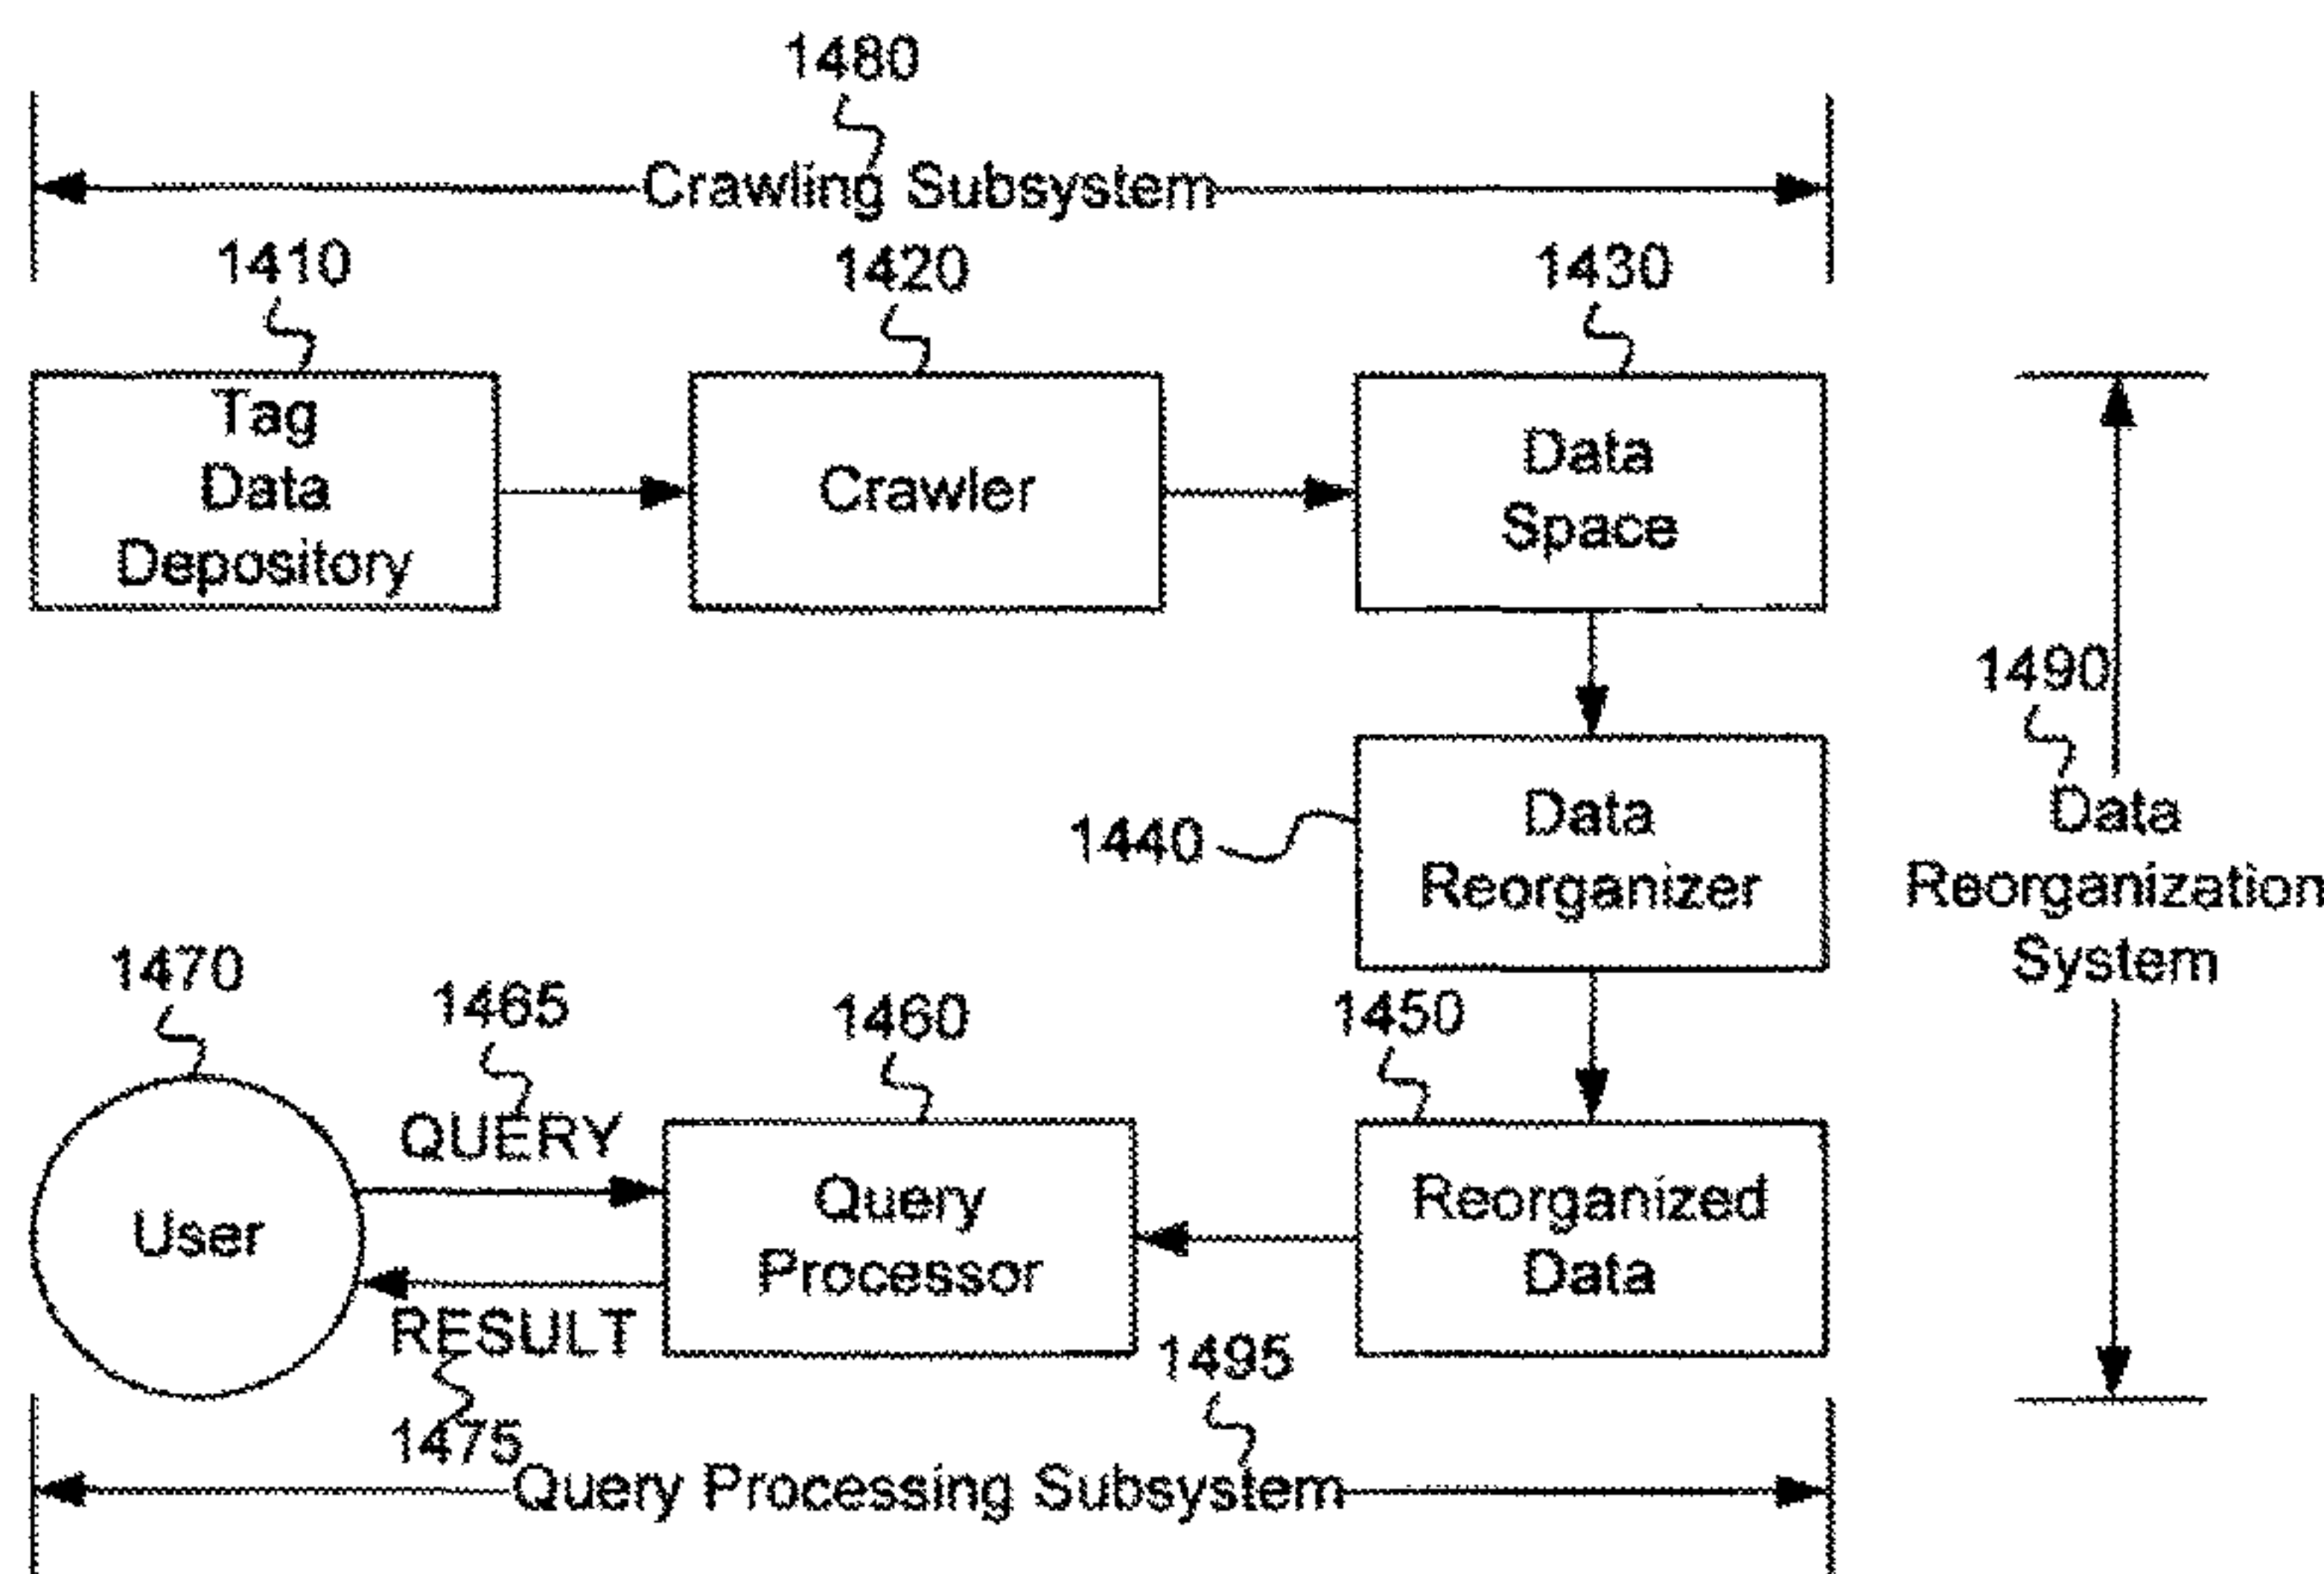 1480
Crawling Subsystem
1410
1420
1430
Tag
Data
Depository
Crawler
Data
Space
1490
Data
Reorganization
System
1440
Data
Reorganizer
1470
1465
1460
1450
QUERY
User
Query
Processor
Reorganized
Data
RESULT
1495
1475
Query Processing Subsystem